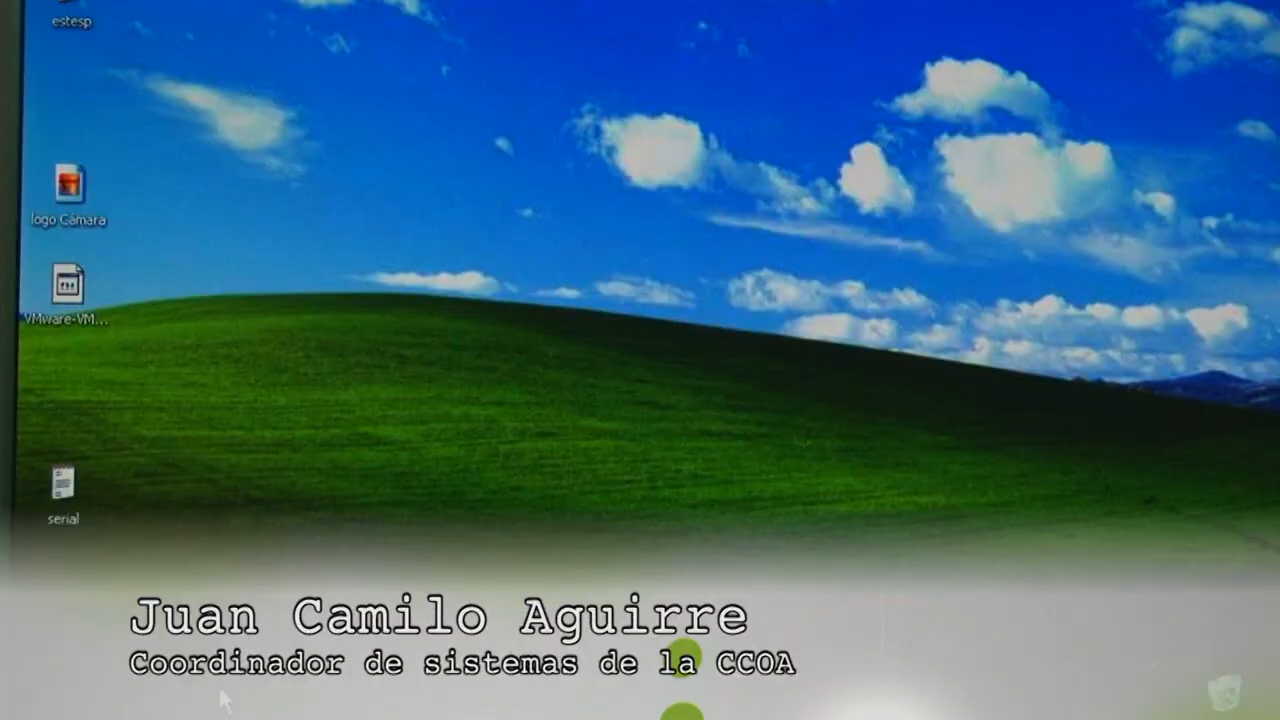 estesp
logo Cámara
VMware-VM...
serial
Juan Camilo Aguirre
Coordinador de sistemas de la CCOA